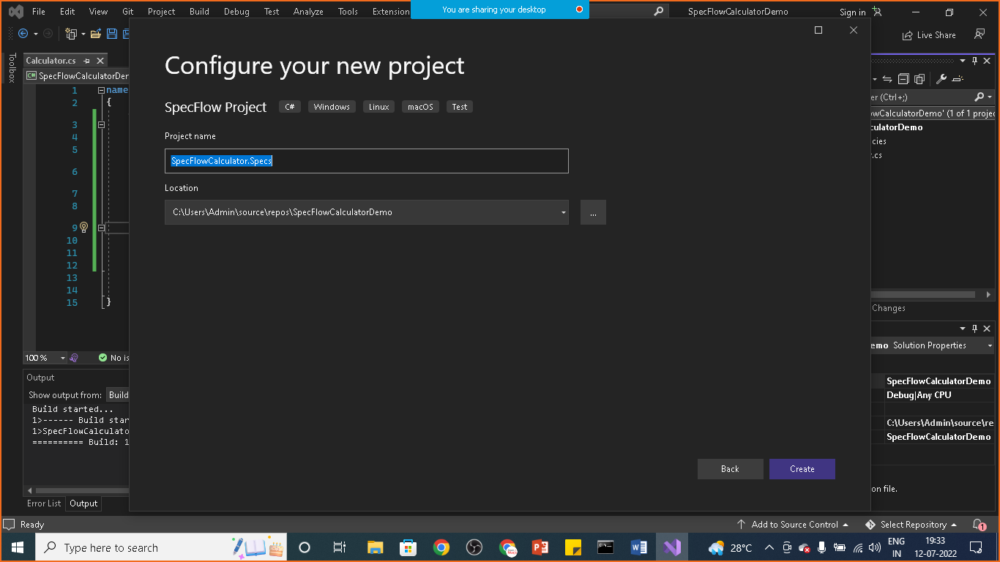 File Edit View Git Project Build Debug Test Analyze Tools Extension
You are sharing your desktop
SpecFlowCalculatorDemo
Sign in
Live Share
Toolbox
Calculator.cs
C# SpecFlowCalculatorDem
1 name
2 {
3
4
5
6
7
8
9
10
11
12
13
14
15 }
100 %
No is
Output
Show output from: Build
Build started...
1>------ Build star
1>SpecFlowCalculato
========== Build: 1
Error List Output
Configure your new project
SpecFlow Project C# Windows Linux macOS Test
Project name
SpecFlowCalculator.Specs
Location
C:\Users\Admin\source\repos\SpecFlowCalculatorDemo
...
Back Create
er (Ctrl+;)
owCalculatorDemo' (1 of 1 projec
culatorDemo
cies
r.cs
Changes
emo Solution Properties
SpecFlowCalculatorDemo
Debug|Any CPU
C:\Users\Admin\source\re
SpecFlowCalculatorDemo
on file.
Ready
Add to Source Control
Select Repository
1
Type here to search
28°C
ENG
IN
19:33
12-07-2022